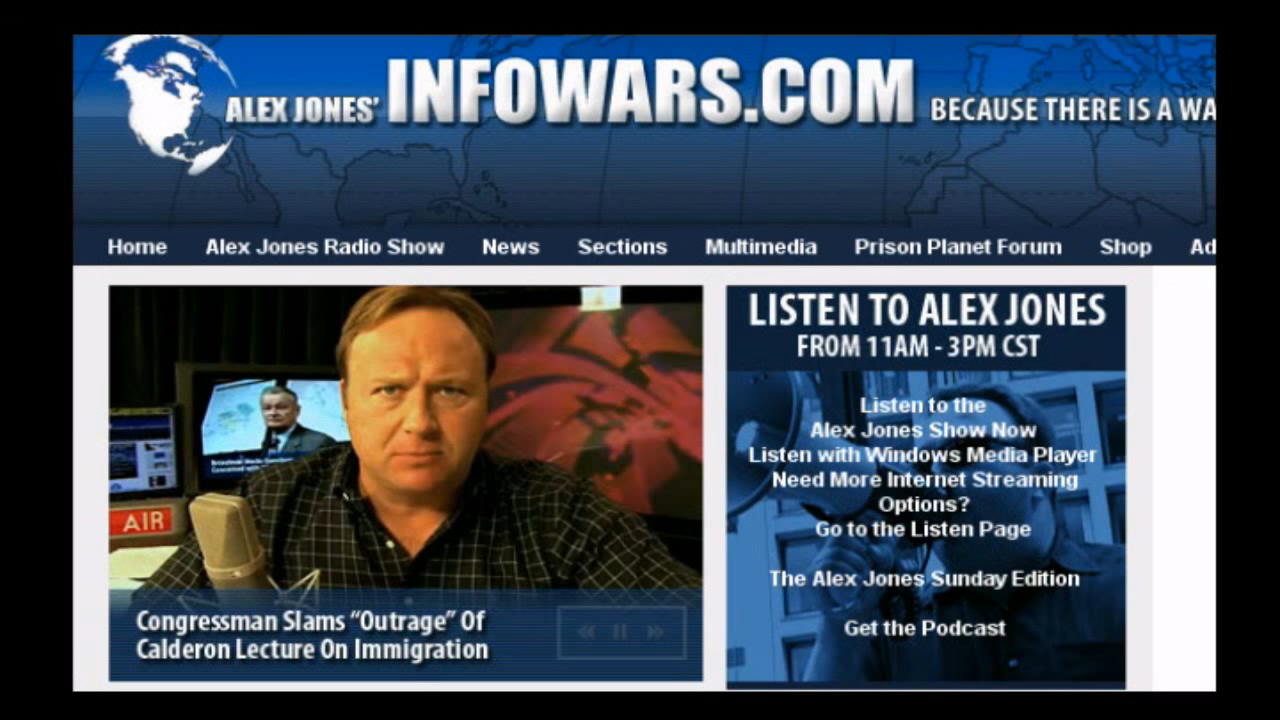 ALEX JONES' INFOWARS.COM BECAUSE THERE IS A WA
Home Alex Jones Radio Show News Sections Multimedia Prison Planet Forum Shop Ad
LISTEN TO ALEX JONES
FROM 11AM - 3PM CST
Listen to the
Alex Jones Show Now
Listen with Windows Media Player
Need More Internet Streaming
Options?
Go to the Listen Page
The Alex Jones Sunday Edition
Get the Podcast
AIR
Congressman Slams “Outrage” Of
Calderon Lecture On Immigration